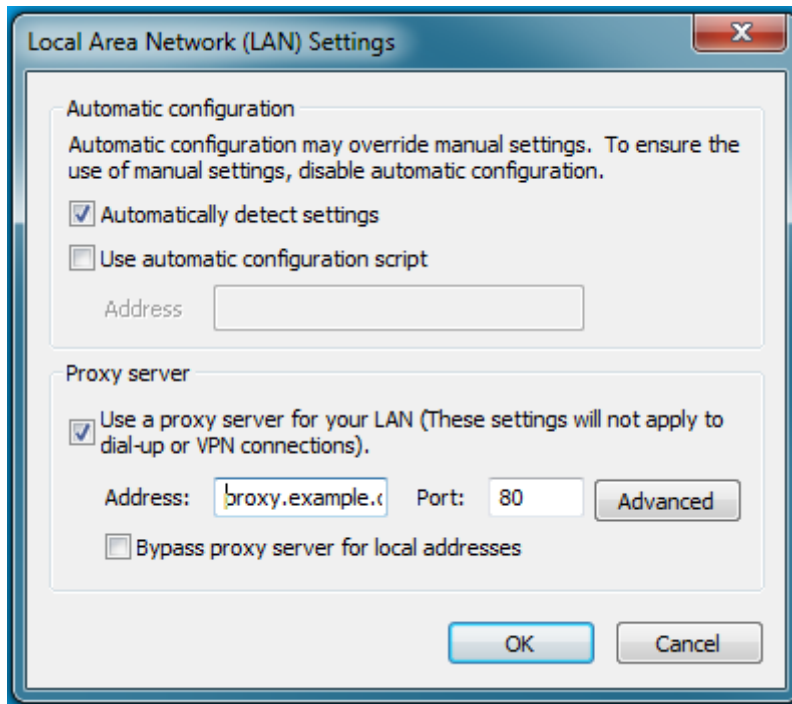 Local Area Network (LAN) Settings
Automatic configuration
Automatic configuration may override manual settings.  To ensure the
use of manual settings, disable automatic configuration.
Automatically detect settings
Use automatic configuration script
Address
Proxy server
Use a proxy server for your LAN (These settings will not apply to
dial-up or VPN connections).
Address: proxy.example.c Port: 80 Advanced
Bypass proxy server for local addresses
OK Cancel